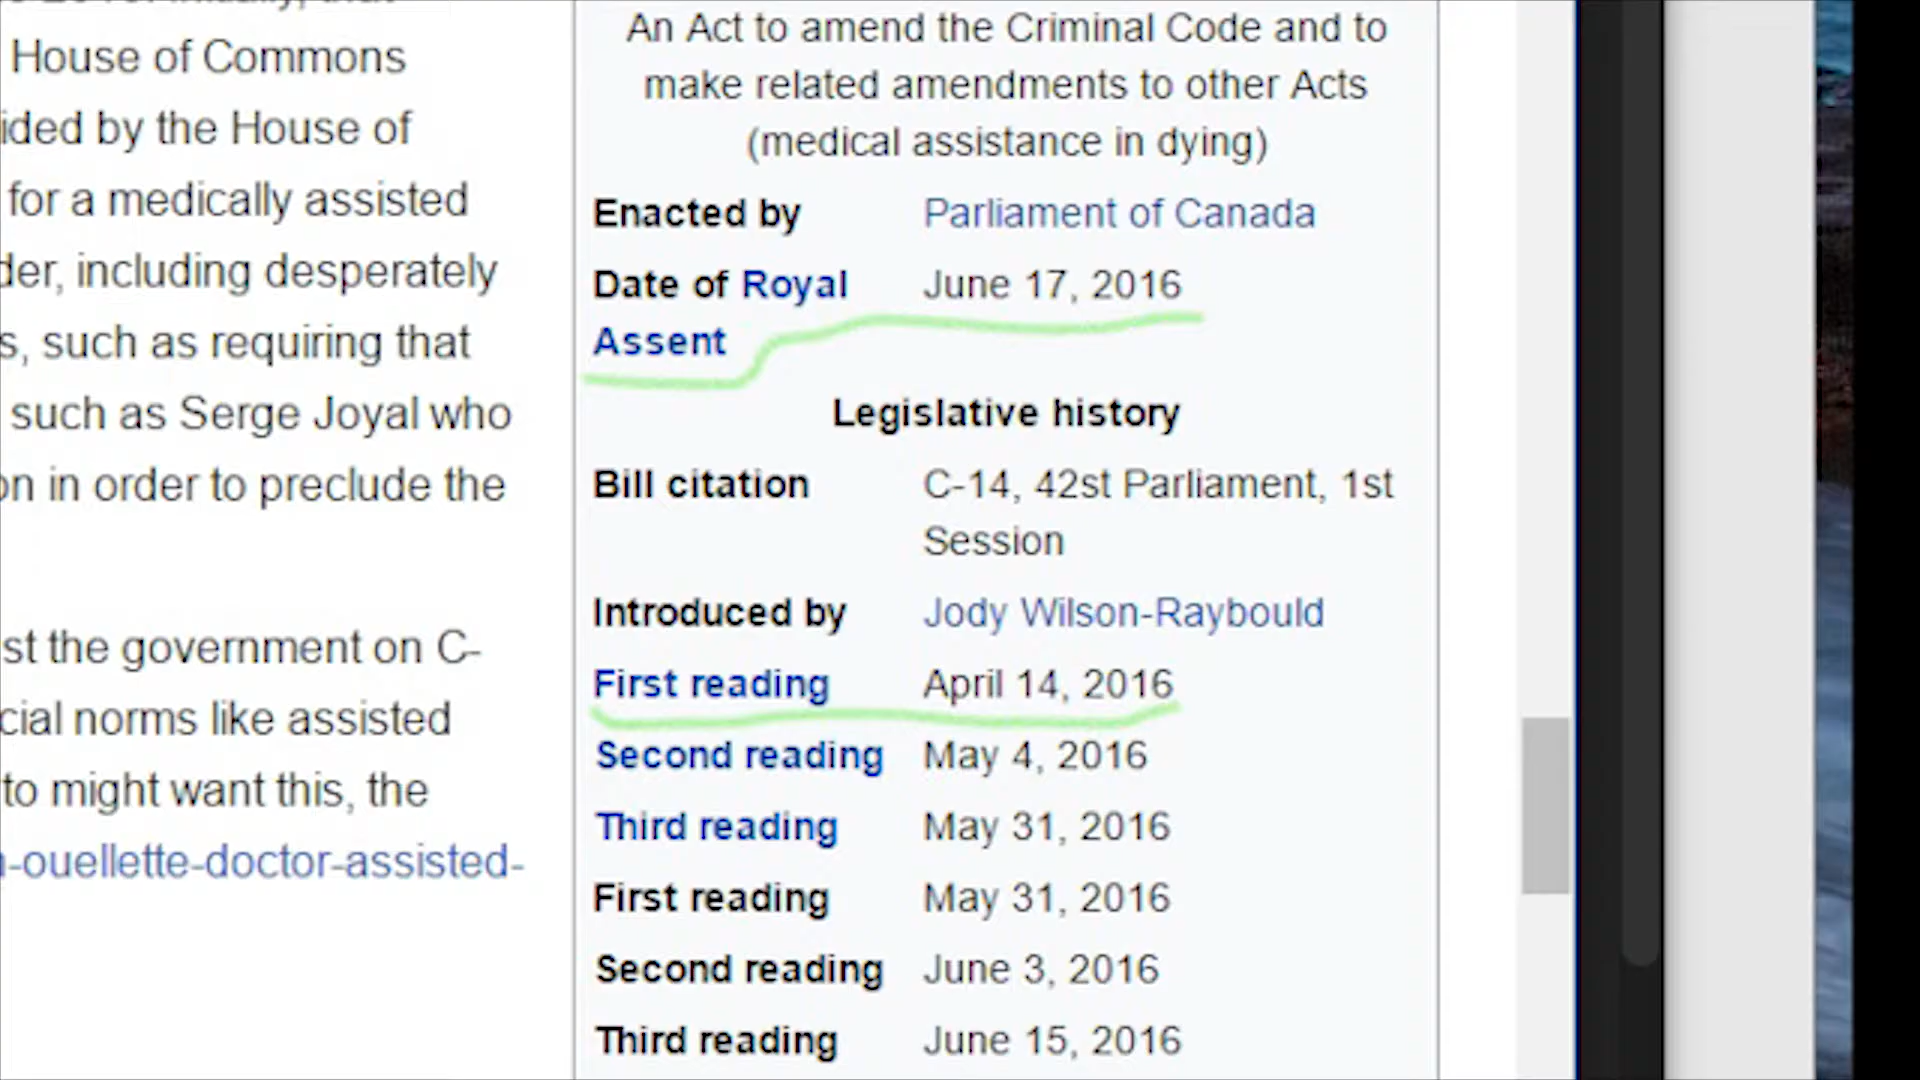 House of Commons
ided by the House of
for a medically assisted
der, including desperately
s, such as requiring that
such as Serge Joyal who
on in order to preclude the
st the government on C-
cial norms like assisted
to might want this, the
-ouellette-doctor-assisted-
An Act to amend the Criminal Code and to
make related amendments to other Acts
(medical assistance in dying)
Enacted by Parliament of Canada
Date of Royal June 17, 2016
Assent
Legislative history
Bill citation C-14, 42st Parliament, 1st
Session
Introduced by Jody Wilson-Raybould
First reading April 14, 2016
Second reading May 4, 2016
Third reading May 31, 2016
First reading May 31, 2016
Second reading June 3, 2016
Third reading June 15, 2016